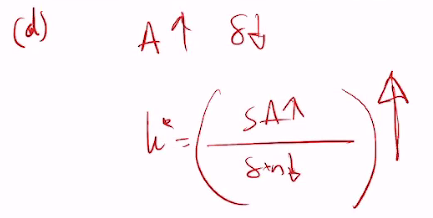 (d) A↑ δ↓
k* = (sA↑ / δ+n↓) ↑